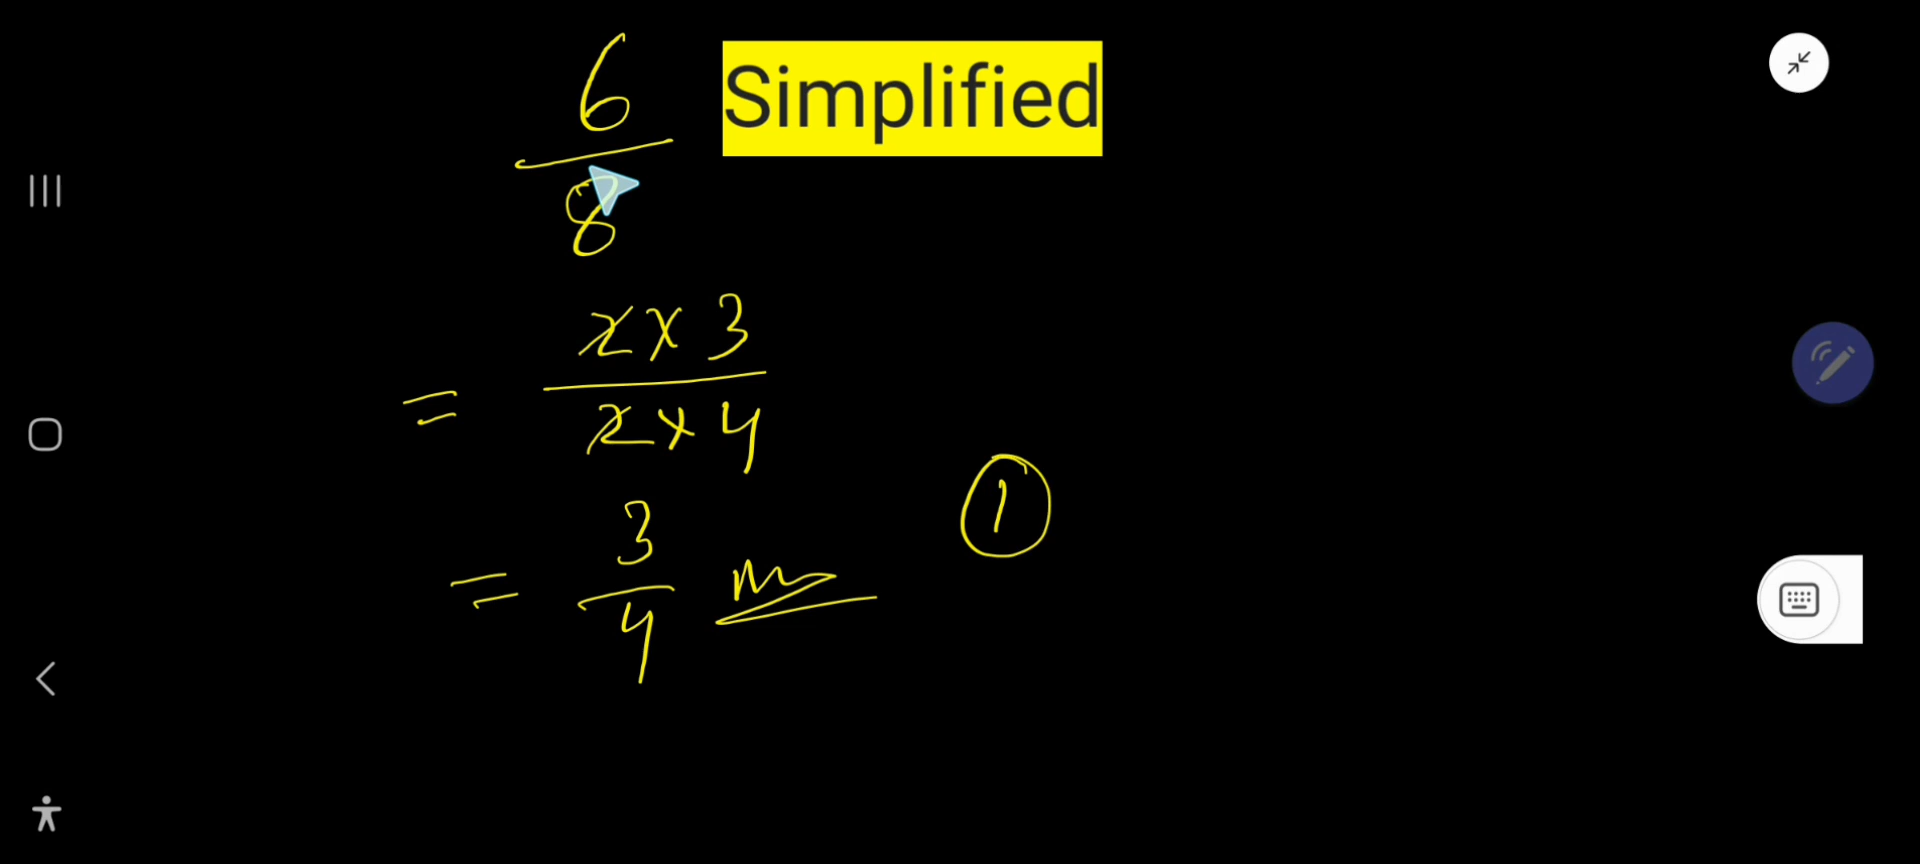 6/8 Simplified
= 2×3/2×4
= 3/4
1